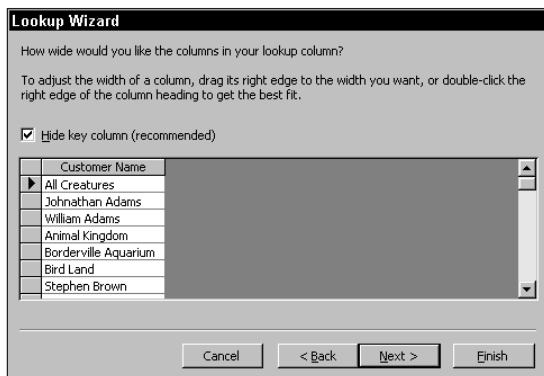 Lookup Wizard
How wide would you like the columns in your lookup column?
To adjust the width of a column, drag its right edge to the width you want, or double-click the
right edge of the column heading to get the best fit.
Hide key column (recommended)
Customer Name
All Creatures
Johnathan Adams
William Adams
Animal Kingdom
Borderville Aquarium
Bird Land
Stephen Brown
Cancel
< Back
Next >
Finish